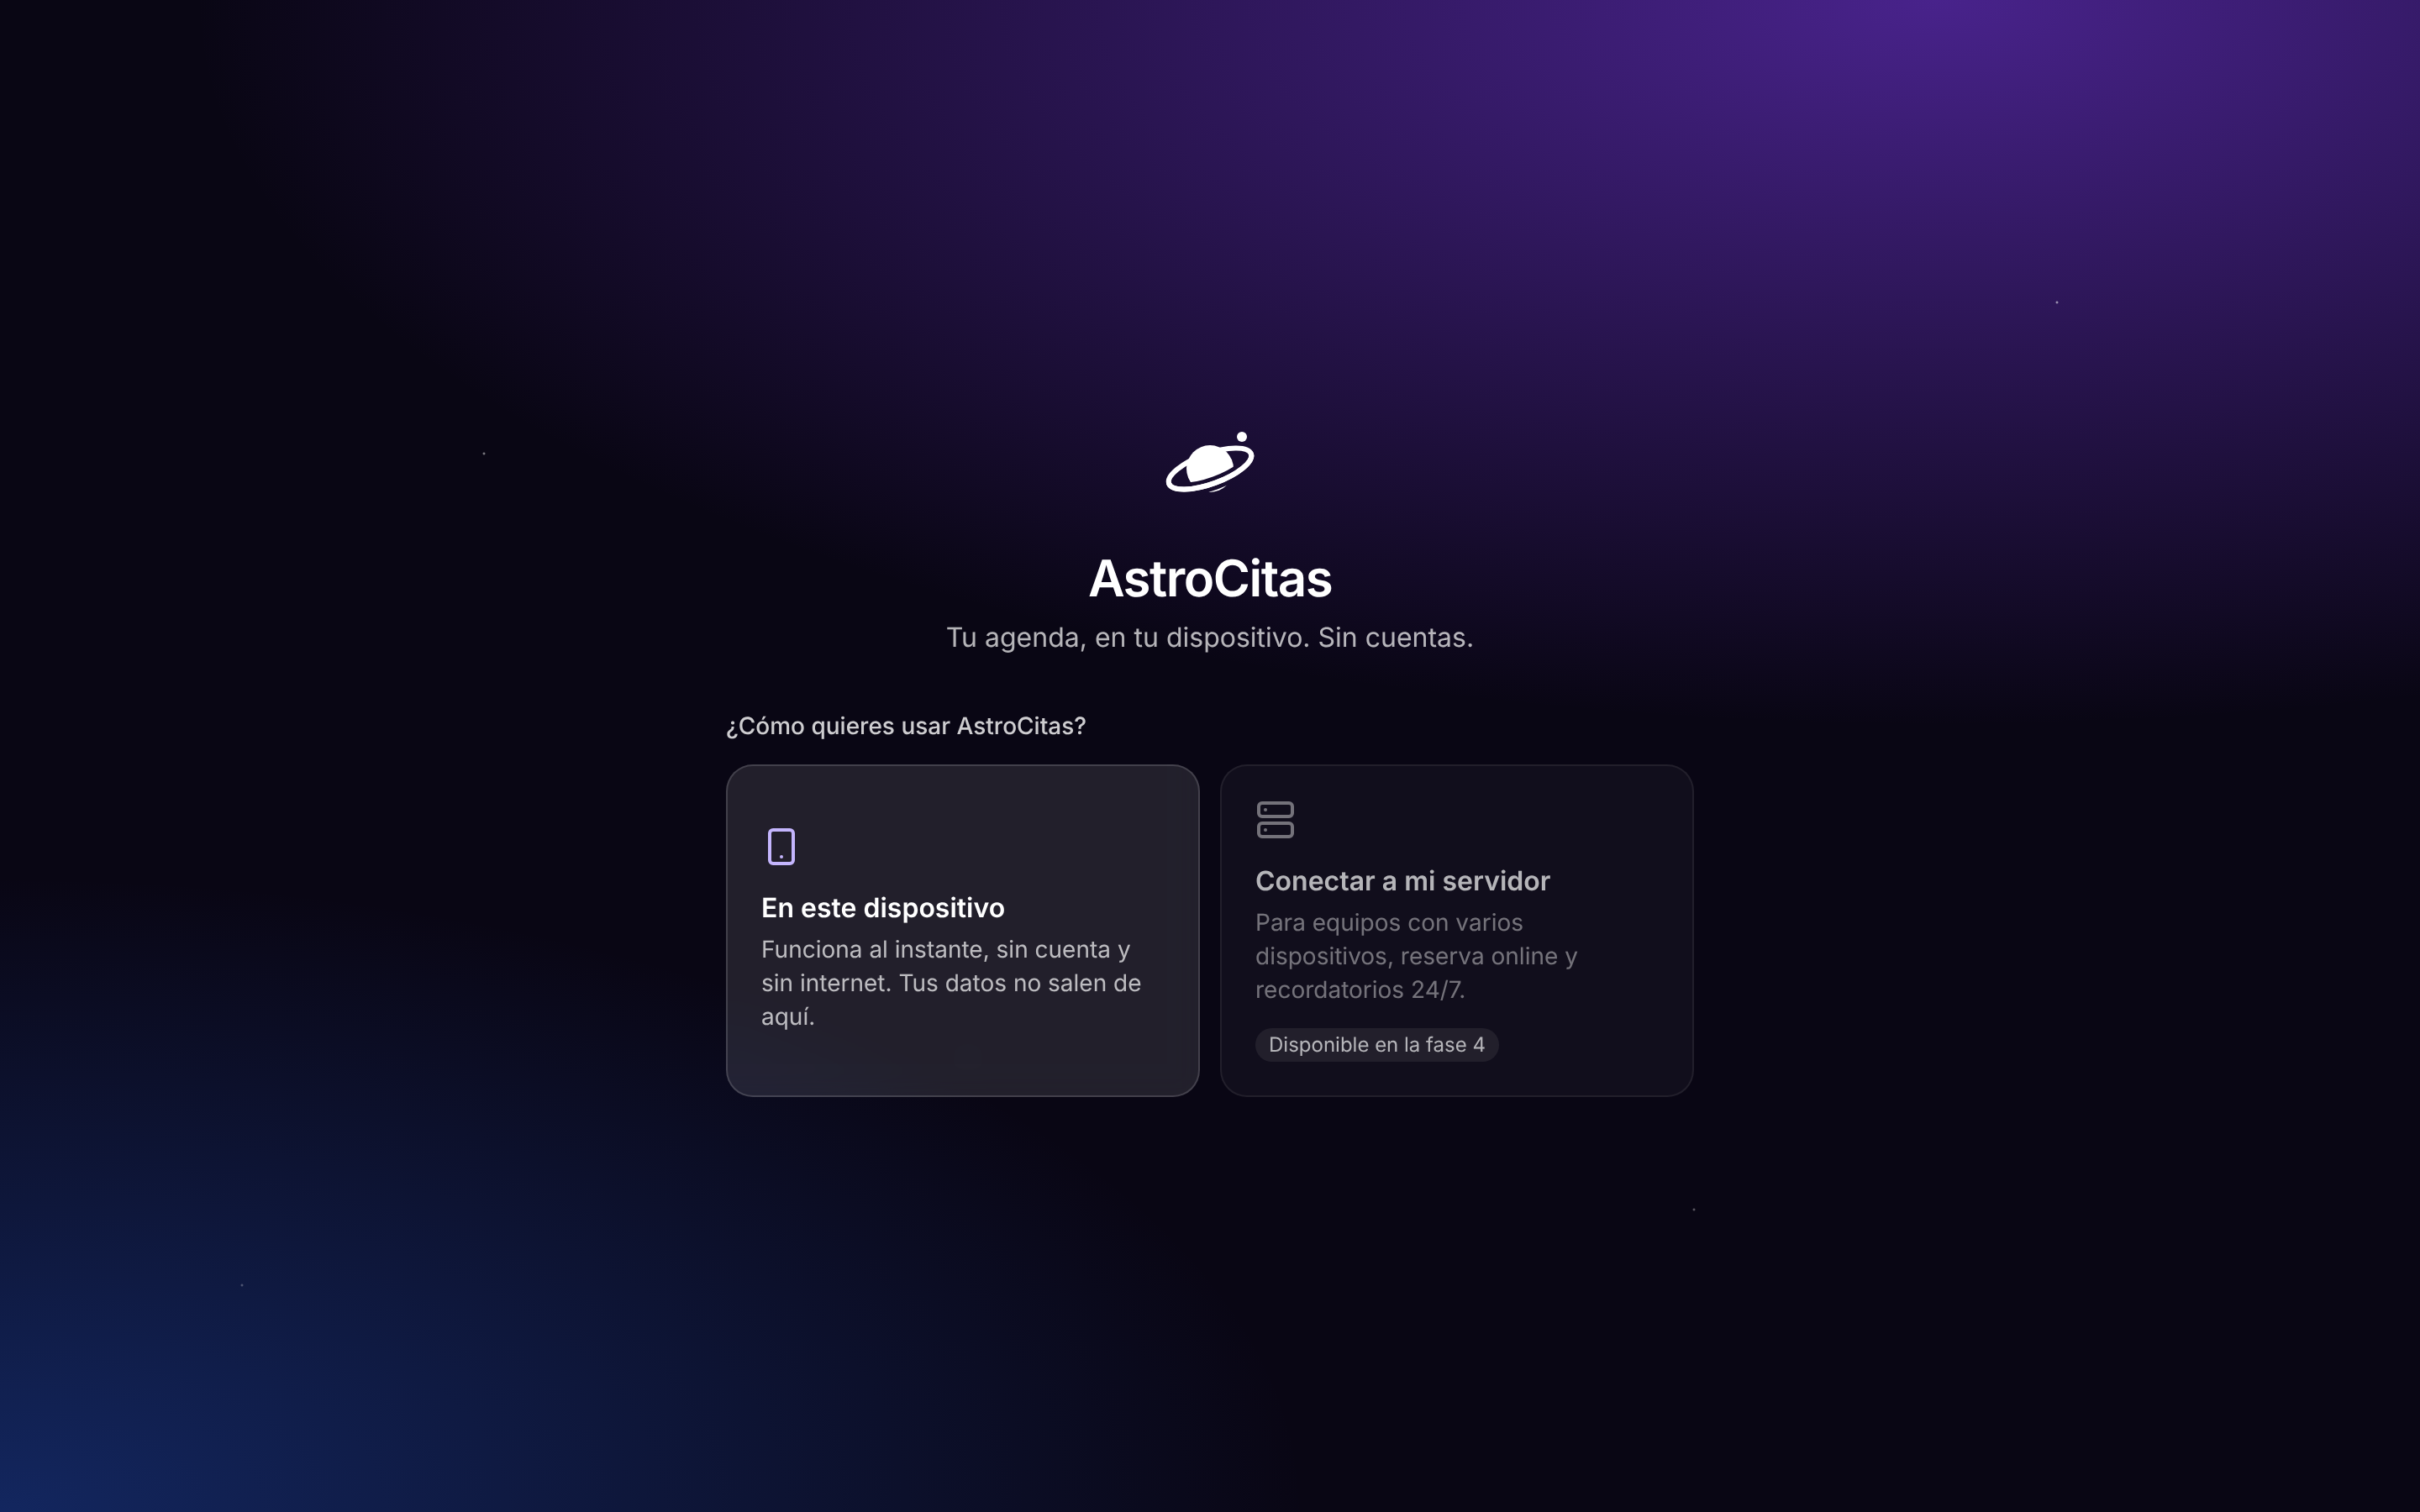 AstroCitas
Tu agenda, en tu dispositivo. Sin cuentas.
¿Cómo quieres usar AstroCitas?
En este dispositivo
Funciona al instante, sin cuenta y
sin internet. Tus datos no salen de
aquí.
Conectar a mi servidor
Para equipos con varios
dispositivos, reserva online y
recordatorios 24/7.
Disponible en la fase 4